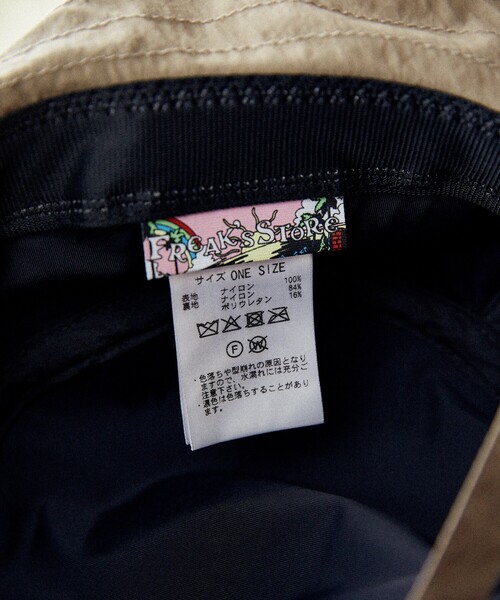 FREAK'S STORE
サイズ ONE SIZE
表地 ナイロン 100%
裏地 ナイロン 84%
ポリウレタン 16%
F W
・色落ちや型崩れの原因となり
ますので、水濡れには充分ご
注意下さい。
・濃色は色落ちすることがあり
ます。